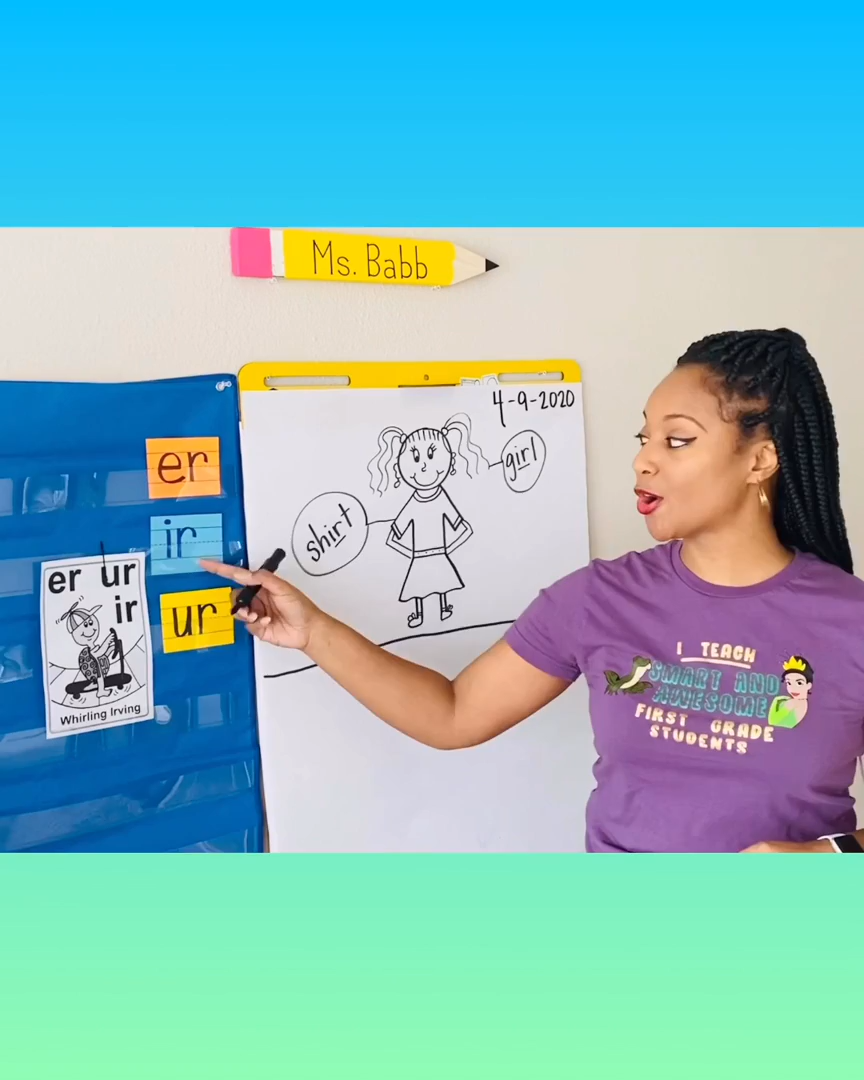 Ms. Babb
4-9-2020
er
ir
ur
er ur
ir
Whirling Irving
shirt
girl
I TEACH
SMART AND
AWESOME
FIRST GRADE
STUDENTS